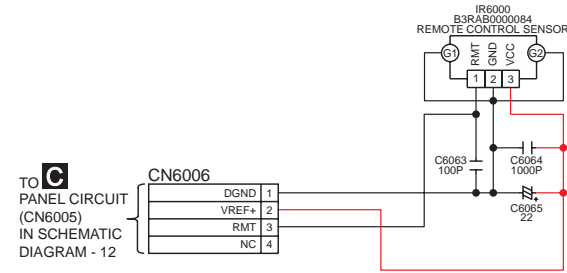 IR6000
B3RAB0000084
REMOTE CONTROL SENSOR
G1 RMT GND VCC G2
1 2 3
C6063
100P
C6064
1000P
+
C6065
22
TO C
PANEL CIRCUIT
(CN6005)
IN SCHEMATIC
DIAGRAM - 12
CN6006
DGND 1
VREF+ 2
RMT 3
NC 4